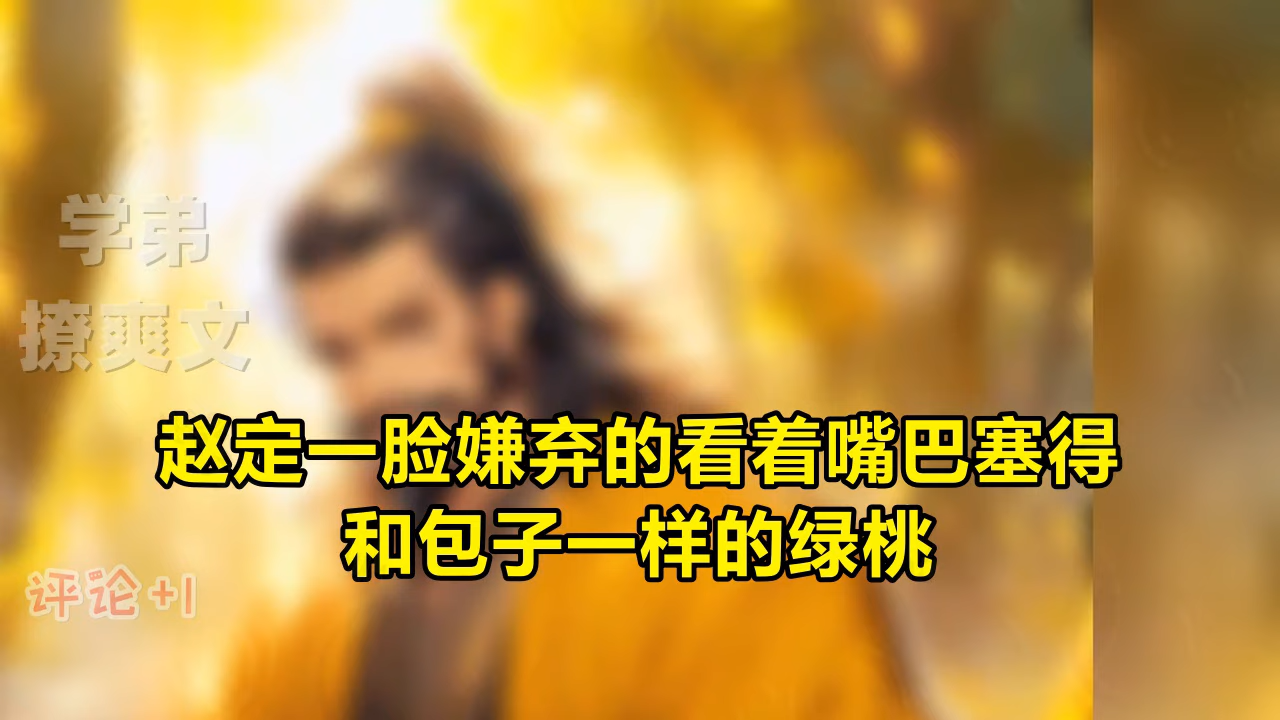 学弟
撩爽文
赵定一脸嫌弃的看着嘴巴塞得
和包子一样的绿桃
评论+1